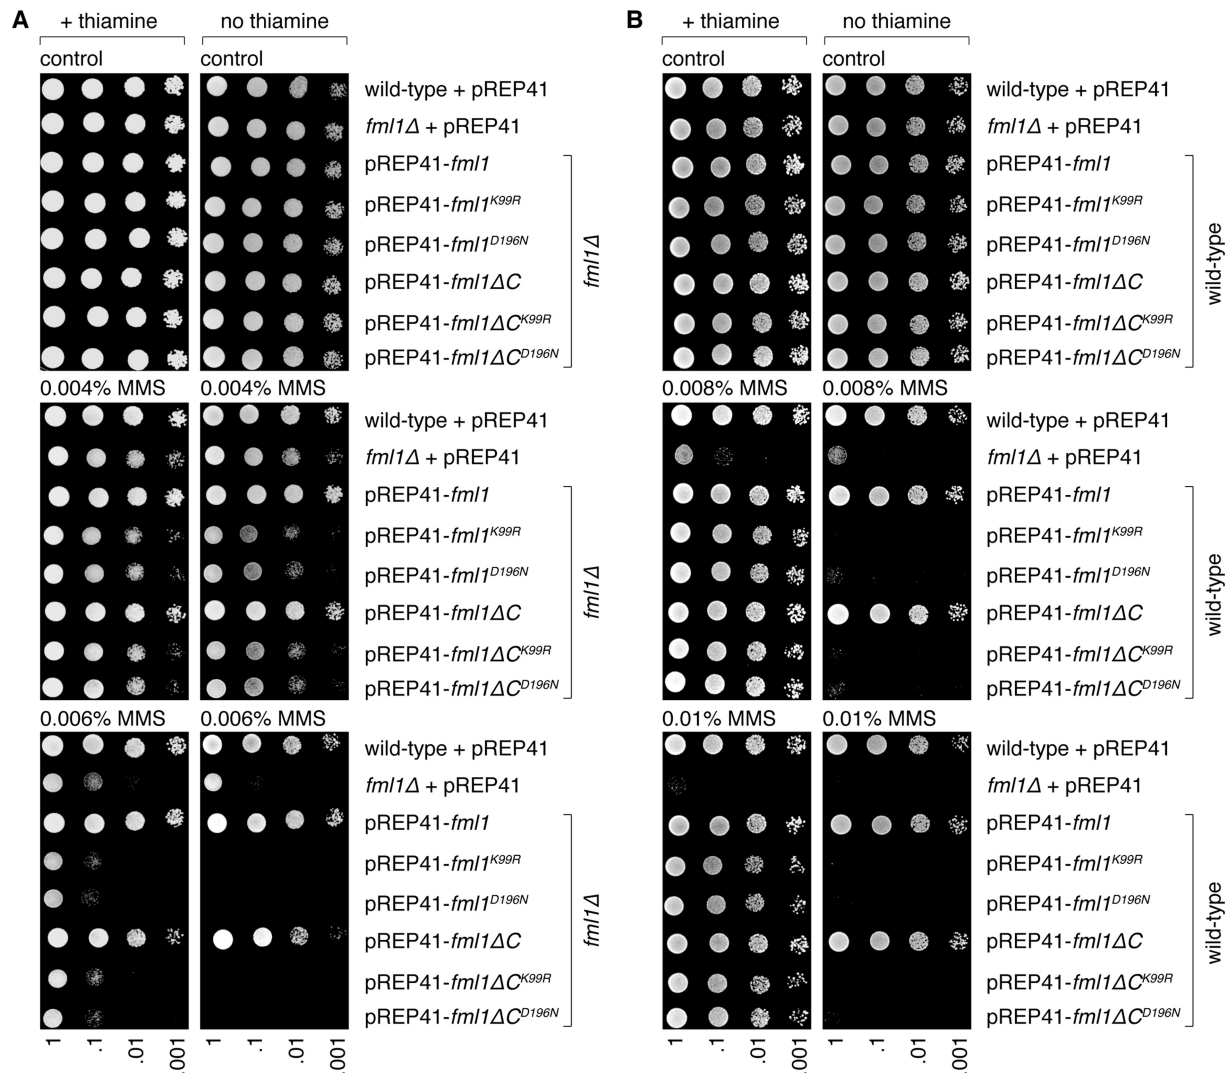 A
+ thiamine
no thiamine
control
control
wild-type + pREP41
fml1Δ + pREP41
pREP41-fml1
pREP41-fml1K99R
pREP41-fml1D196N
pREP41-fml1ΔC
pREP41-fml1ΔCK99R
pREP41-fml1ΔCD196N
fml1Δ
0.004% MMS
0.004% MMS
wild-type + pREP41
fml1Δ + pREP41
pREP41-fml1
pREP41-fml1K99R
pREP41-fml1D196N
pREP41-fml1ΔC
pREP41-fml1ΔCK99R
pREP41-fml1ΔCD196N
fml1Δ
0.006% MMS
0.006% MMS
wild-type + pREP41
fml1Δ + pREP41
pREP41-fml1
pREP41-fml1K99R
pREP41-fml1D196N
pREP41-fml1ΔC
pREP41-fml1ΔCK99R
pREP41-fml1ΔCD196N
fml1Δ
1 .1 .01 .001
1 .1 .01 .001
B
+ thiamine
no thiamine
control
control
wild-type + pREP41
fml1Δ + pREP41
pREP41-fml1
pREP41-fml1K99R
pREP41-fml1D196N
pREP41-fml1ΔC
pREP41-fml1ΔCK99R
pREP41-fml1ΔCD196N
wild-type
0.008% MMS
0.008% MMS
wild-type + pREP41
fml1Δ + pREP41
pREP41-fml1
pREP41-fml1K99R
pREP41-fml1D196N
pREP41-fml1ΔC
pREP41-fml1ΔCK99R
pREP41-fml1ΔCD196N
wild-type
0.01% MMS
0.01% MMS
wild-type + pREP41
fml1Δ + pREP41
pREP41-fml1
pREP41-fml1K99R
pREP41-fml1D196N
pREP41-fml1ΔC
pREP41-fml1ΔCK99R
pREP41-fml1ΔCD196N
wild-type
1 .1 .01 .001
1 .1 .01 .001